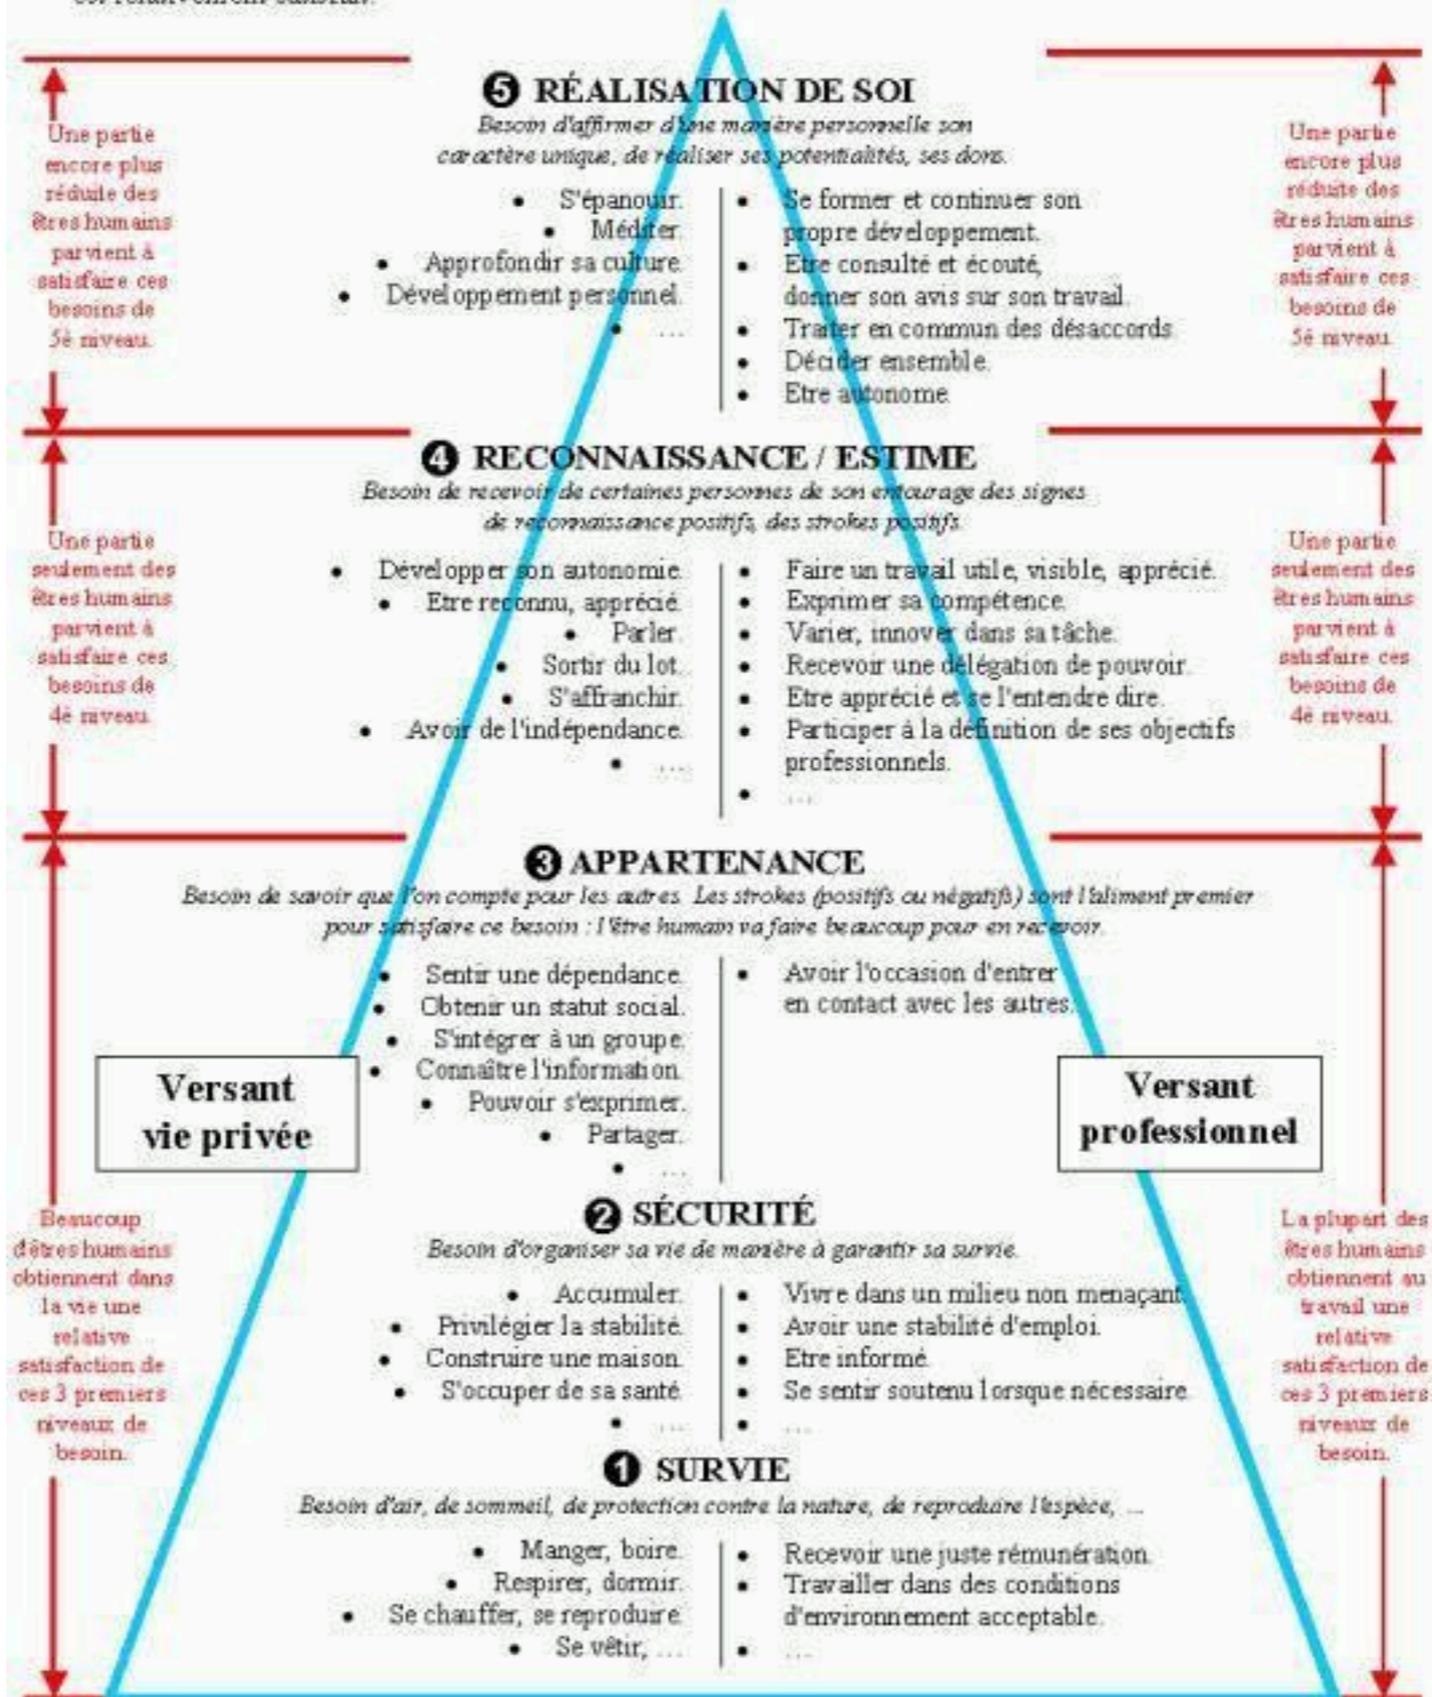 ❺ RÉALISATION DE SOI
Besoin d'affirmer d'une manière personnelle son
caractère unique, de réaliser ses potentialités, ses dons.
• S'épanouir.
• Méditer.
• Approfondir sa culture.
• Développement personnel.
• ...
• Se former et continuer son
propre développement.
• Etre consulté et écouté,
donner son avis sur son travail.
• Traiter en commun des désaccords.
• Décider ensemble.
• Etre autonome.
Une partie
encore plus
réduite des
êtres humains
parvient à
satisfaire ces
besoins de
5è niveau.
Une partie
encore plus
réduite des
êtres humains
parvient à
satisfaire ces
besoins de
5è niveau.
❹ RECONNAISSANCE / ESTIME
Besoin de recevoir de certaines personnes de son entourage des signes
de reconnaissance positifs, des strokes positifs.
• Développer son autonomie.
• Etre reconnu, apprécié.
• Parler.
• Sortir du lot.
• S'affranchir.
• Avoir de l'indépendance.
• ...
• Faire un travail utile, visible, apprécié.
• Exprimer sa compétence.
• Varier, innover dans sa tâche.
• Recevoir une délégation de pouvoir.
• Etre apprécié et se l'entendre dire.
• Participer à la définition de ses objectifs
professionnels.
• ...
Une partie
seulement des
êtres humains
parvient à
satisfaire ces
besoins de
4è niveau.
Une partie
seulement des
êtres humains
parvient à
satisfaire ces
besoins de
4è niveau.
❸ APPARTENANCE
Besoin de savoir que l'on compte pour les autres. Les strokes (positifs ou négatifs) sont l'aliment premier
pour satisfaire ce besoin : l'être humain va faire beaucoup pour en recevoir.
• Sentir une dépendance.
• Obtenir un statut social.
• S'intégrer à un groupe.
• Connaître l'information.
• Pouvoir s'exprimer.
• Partager.
• ...
• Avoir l'occasion d'entrer
en contact avec les autres.
Versant
vie privée
Versant
professionnel
❷ SÉCURITÉ
Besoin d'organiser sa vie de manière à garantir sa survie.
• Accumuler.
• Privilégier la stabilité.
• Construire une maison.
• S'occuper de sa santé.
• ...
• Vivre dans un milieu non menaçant.
• Avoir une stabilité d'emploi.
• Etre informé.
• Se sentir soutenu lorsque nécessaire.
• ...
Beaucoup
d'êtres humains
obtiennent dans
la vie une
relative
satisfaction de
ces 3 premiers
niveaux de
besoin.
La plupart des
êtres humains
obtiennent au
travail une
relative
satisfaction de
ces 3 premiers
niveaux de
besoin.
❶ SURVIE
Besoin d'air, de sommeil, de protection contre la nature, de reproduire l'espèce, ...
• Manger, boire.
• Respirer, dormir.
• Se chauffer, se reproduire.
• Se vêtir, ...
• Recevoir une juste rémunération.
• Travailler dans des conditions
d'environnement acceptable.
• ...